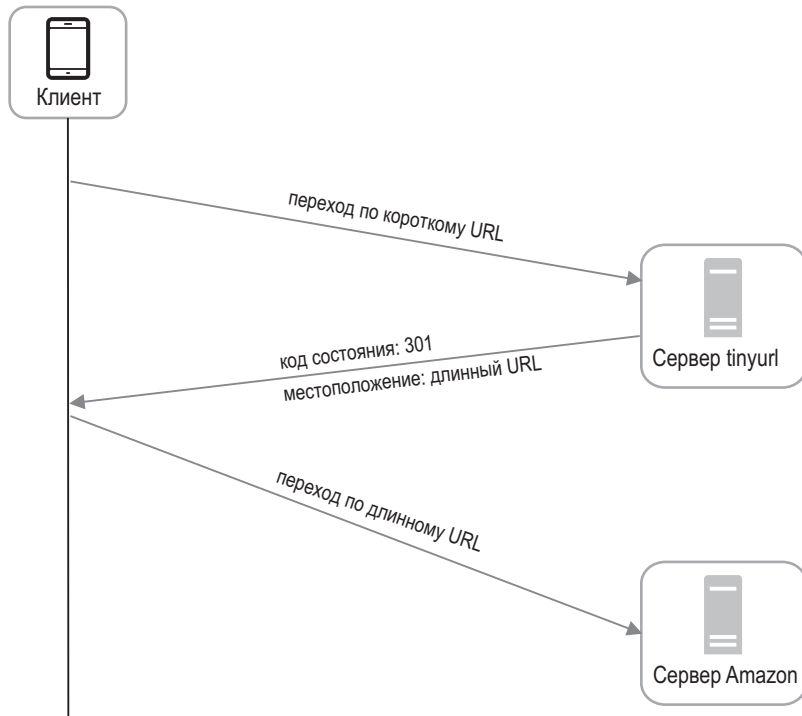 Клиент
переход по короткому URL
Сервер tinyurl
код состояния: 301
местоположение: длинный URL
переход по длинному URL
Сервер Amazon